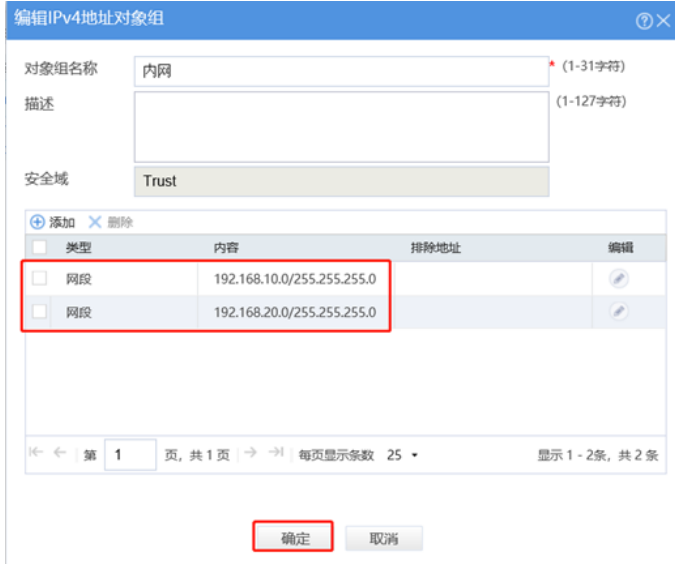 编辑IPv4地址对象组
对象组名称 内网 * (1-31字符)
描述 (1-127字符)
安全域 Trust
添加 删除
类型 内容 排除地址 编辑
网段 192.168.10.0/255.255.255.0
网段 192.168.20.0/255.255.255.0
第 1 页, 共 1 页 每页显示条数 25 显示 1 - 2条, 共 2 条
确定 取消